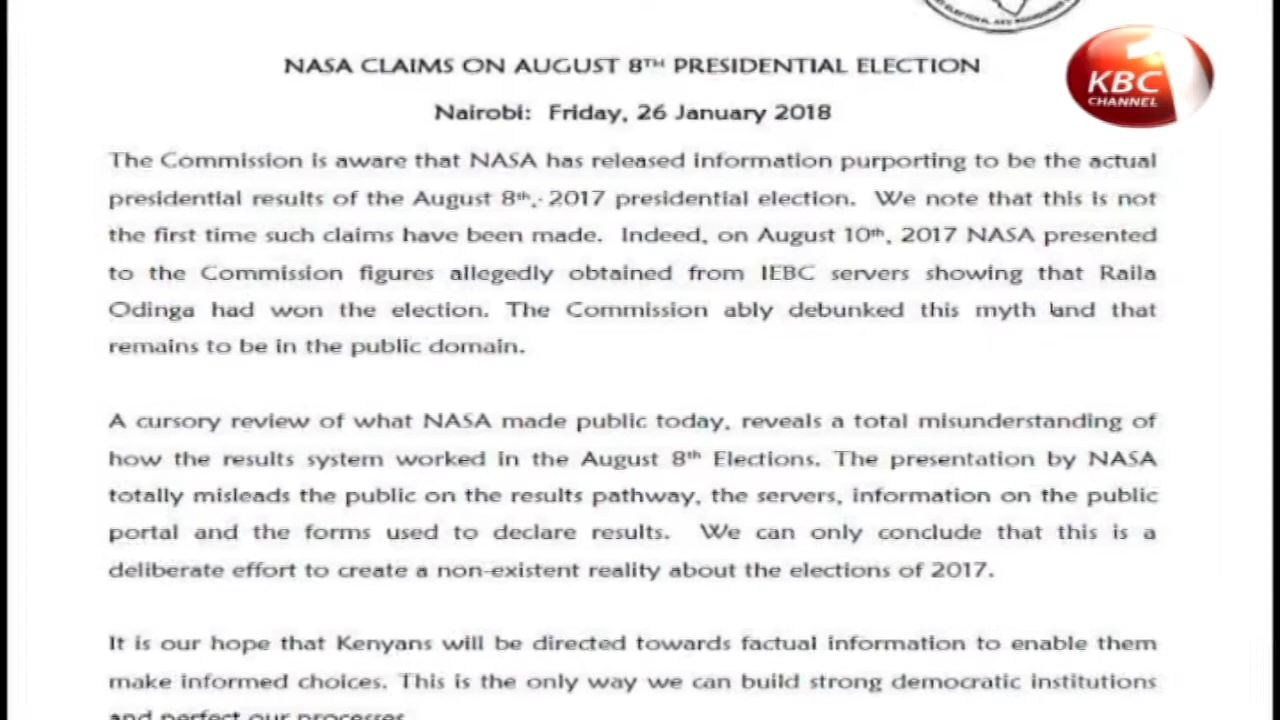 NASA CLAIMS ON AUGUST 8TH PRESIDENTIAL ELECTION
KBC 1
CHANNEL
Nairobi: Friday, 26 January 2018
The Commission is aware that NASA has released information purporting to be the actual
presidential results of the August 8th, 2017 presidential election. We note that this is not
the first time such claims have been made. Indeed, on August 10th, 2017 NASA presented
to the Commission figures allegedly obtained from IEBC servers showing that Raila
Odinga had won the election. The Commission ably debunked this myth and that
remains to be in the public domain.
A cursory review of what NASA made public today, reveals a total misunderstanding of
how the results system worked in the August 8th Elections. The presentation by NASA
totally misleads the public on the results pathway, the servers, information on the public
portal and the forms used to declare results. We can only conclude that this is a
deliberate effort to create a non-existent reality about the elections of 2017.
It is our hope that Kenyans will be directed towards factual information to enable them
make informed choices. This is the only way we can build strong democratic institutions
and perfect our processes